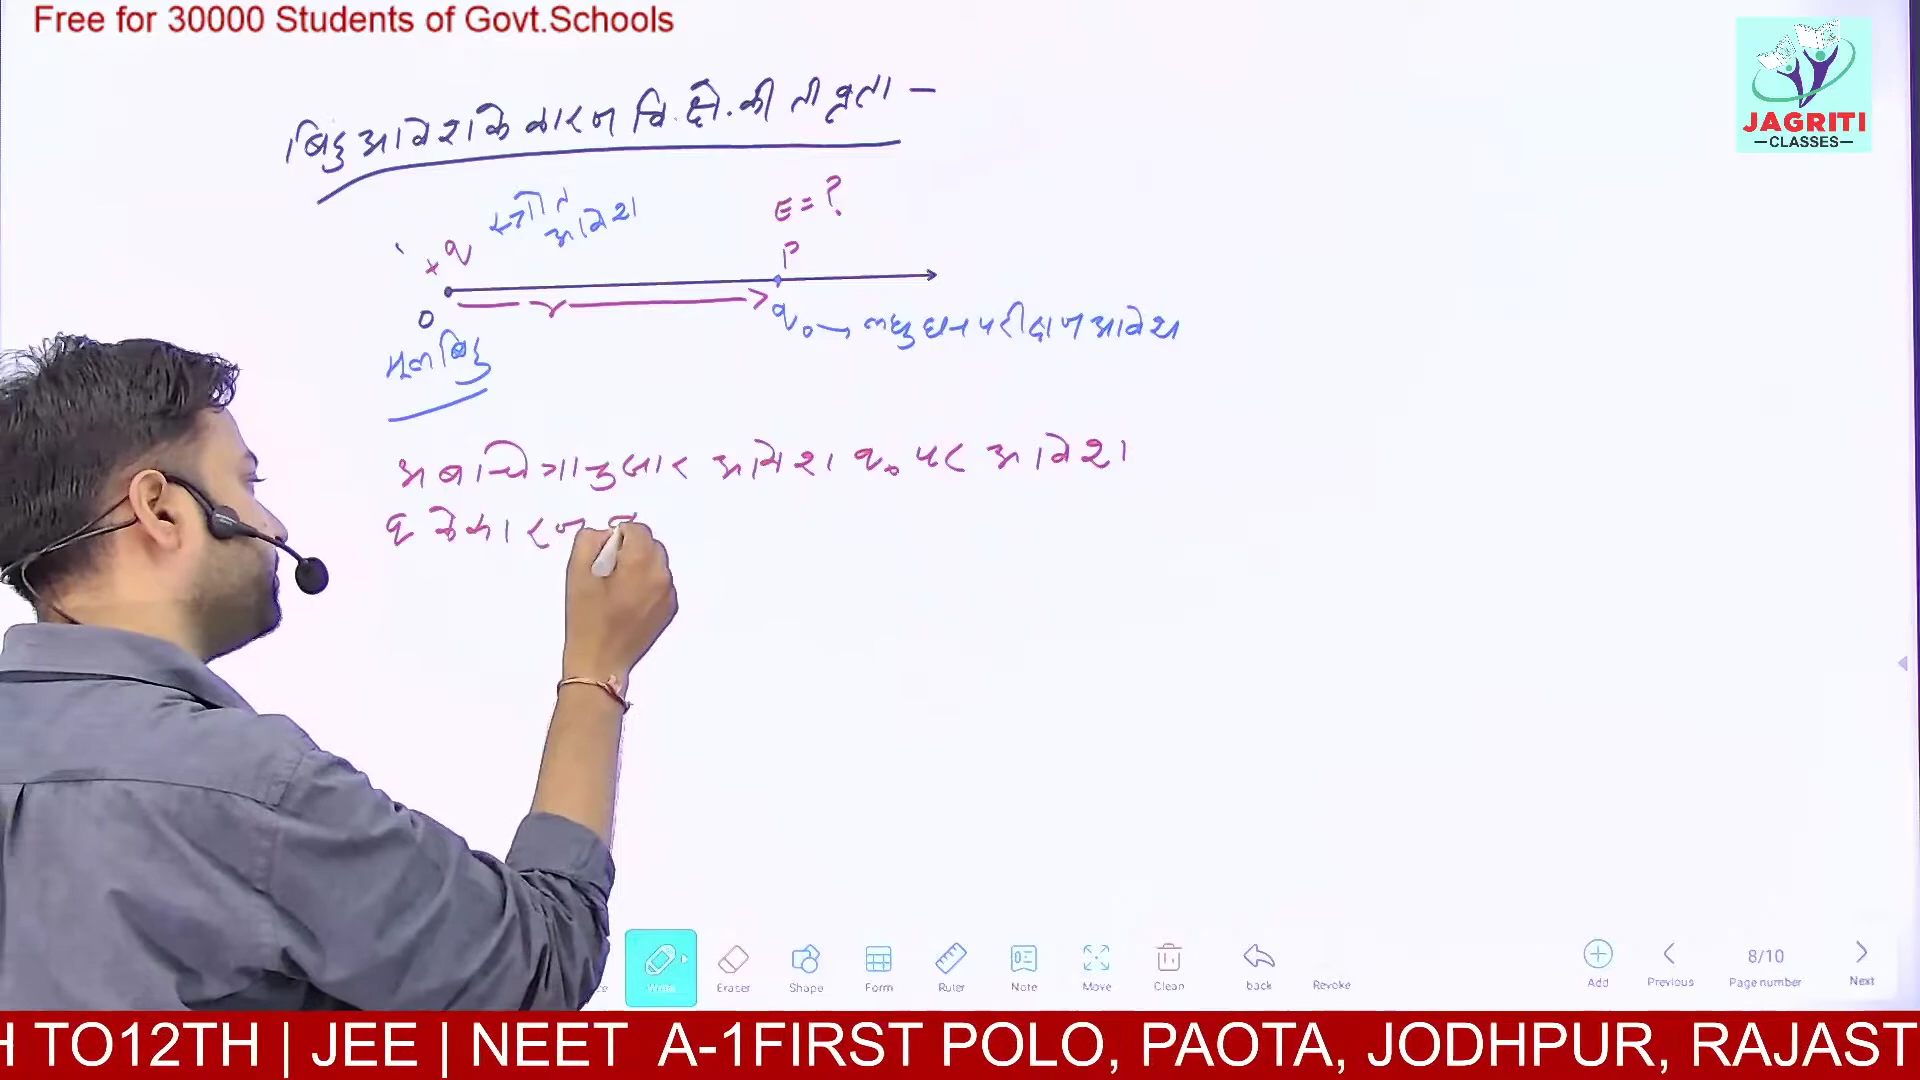 Free for 30000 Students of Govt.Schools
JAGRITI
CLASSES
बिंदु आवेश के कारण वि. क्षे. की तीव्रता –
स्त्रोत
आवेश
E = ?
+q
P
r
O
q₀ → लघु धन परीक्षण आवेश
मूल बिंदु
अब चित्रानुसार आवेश q₀ पर आवेश
q के कारण
Write
Eraser
Shape
Form
Ruler
Note
Move
Clean
back
Revoke
Add
Previous
8/10
Page number
Next
H TO12TH | JEE | NEET A-1FIRST POLO, PAOTA, JODHPUR, RAJAST